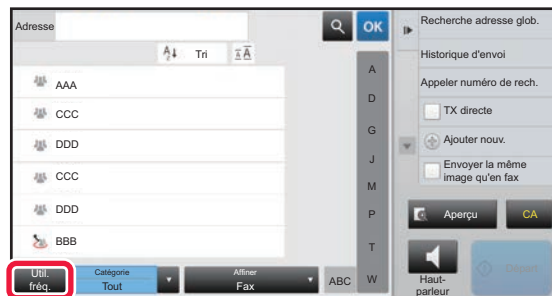 Adresse
OK
Tri
AAA
CCC
DDD
CCC
DDD
BBB
A
D
G
J
M
P
T
W
Util. fréq.
Catégorie
Tout
Affiner
Fax
ABC
Recherche adresse glob.
Historique d'envoi
Appeler numéro de rech.
TX directe
Ajouter nouv.
Envoyer la même
image qu'en fax
Aperçu
CA
Haut-
parleur
Départ